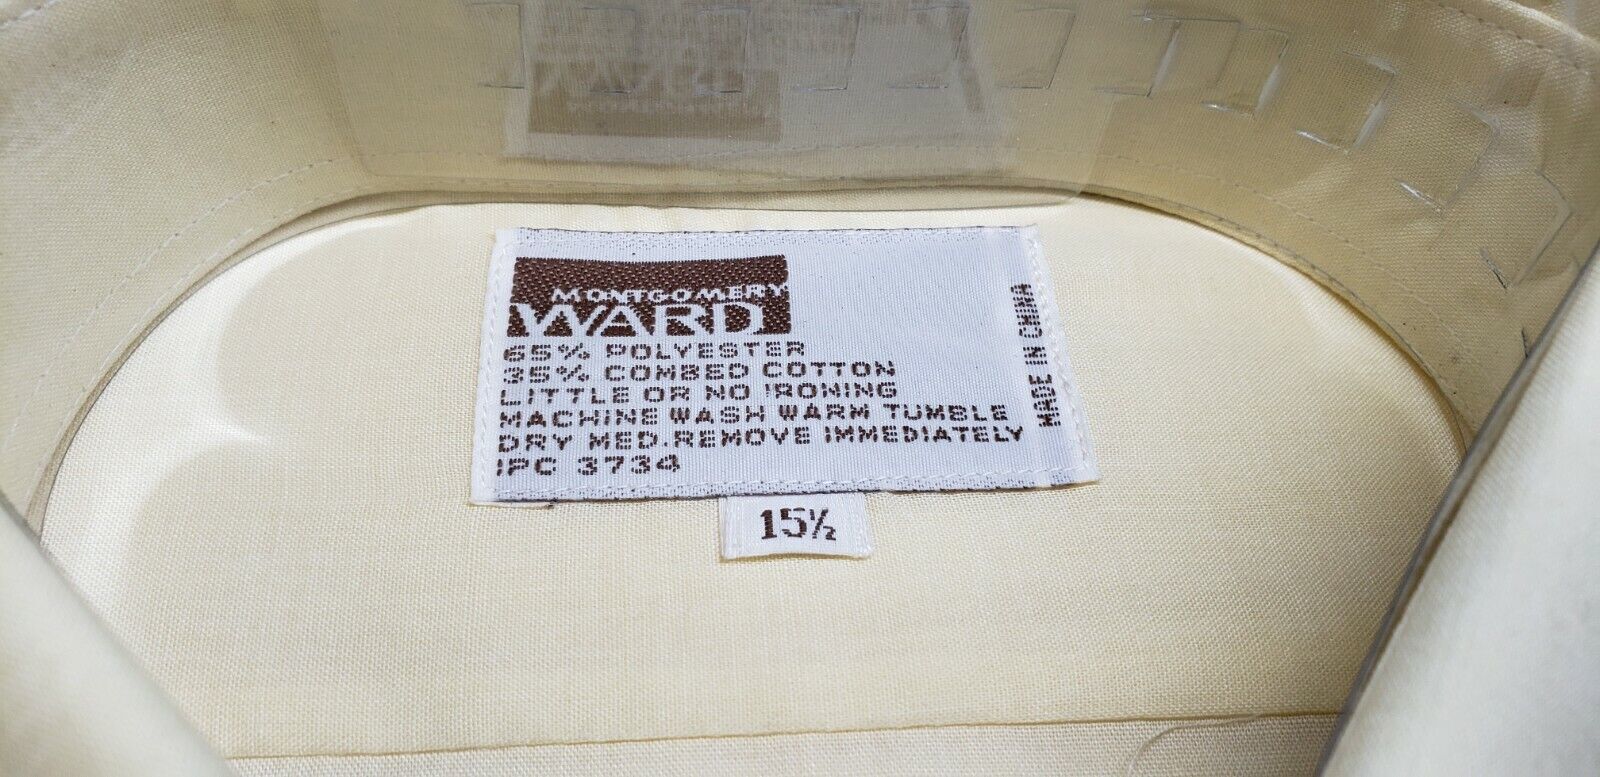 MONTGOMERY
WARD
65% POLYESTER
35% COMBED COTTON
LITTLE OR NO IRONING
MACHINE WASH WARM TUMBLE
DRY MED. REMOVE IMMEDIATELY
IPC 3734
MADE IN CHINA
15½